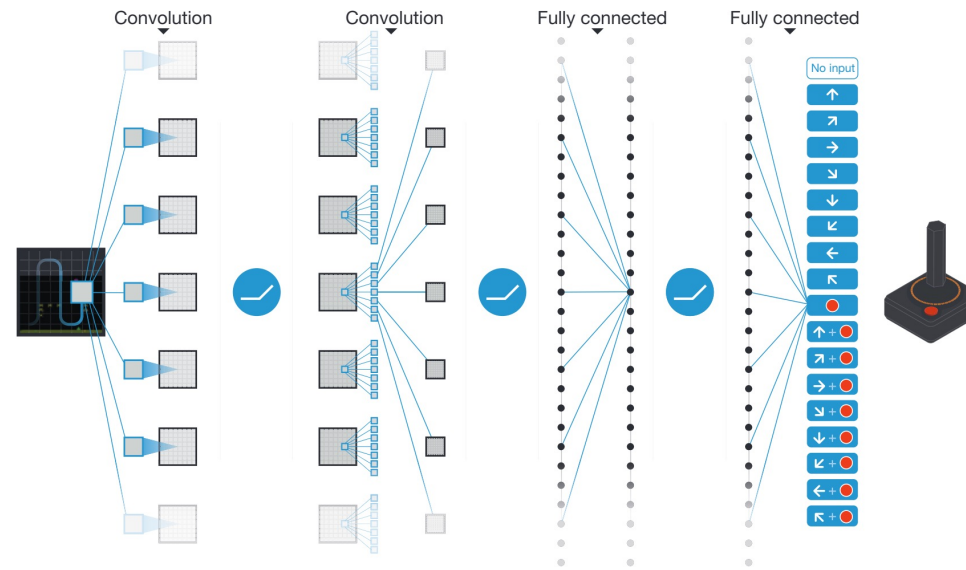 Convolution
Convolution
Fully connected
Fully connected
No input
+
+
+
+
+
+
+
+